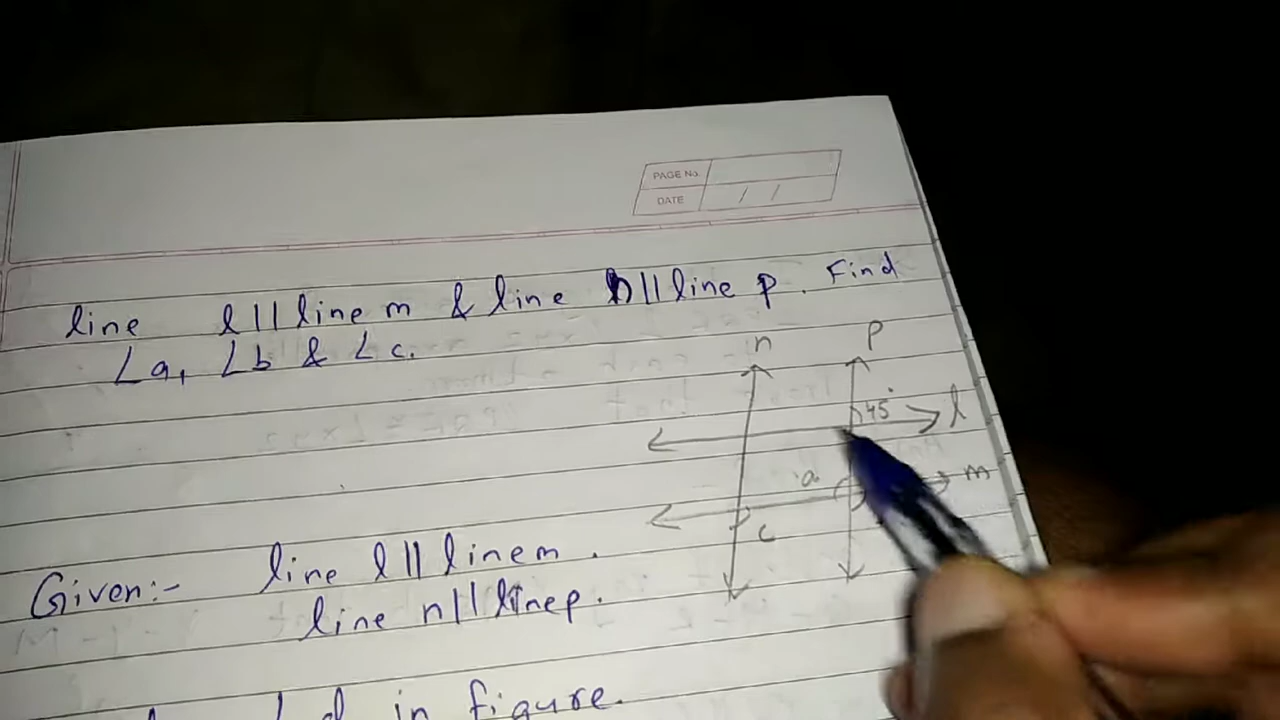 PAGE No.
DATE / /
line l || line m & line n || line p. Find
∠a, ∠b & ∠c.
n
p
45°
l
a
m
c
Given:- line l || line m.
line n || line p.
in figure.